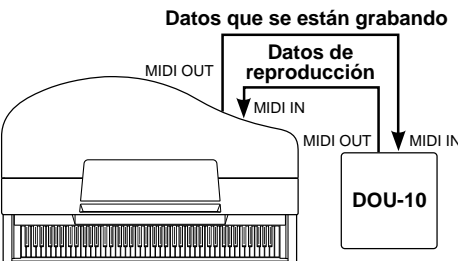 Datos que se están grabando
Datos de
reproducción
MIDI OUT
MIDI IN
MIDI OUT
MIDI IN
DOU-10